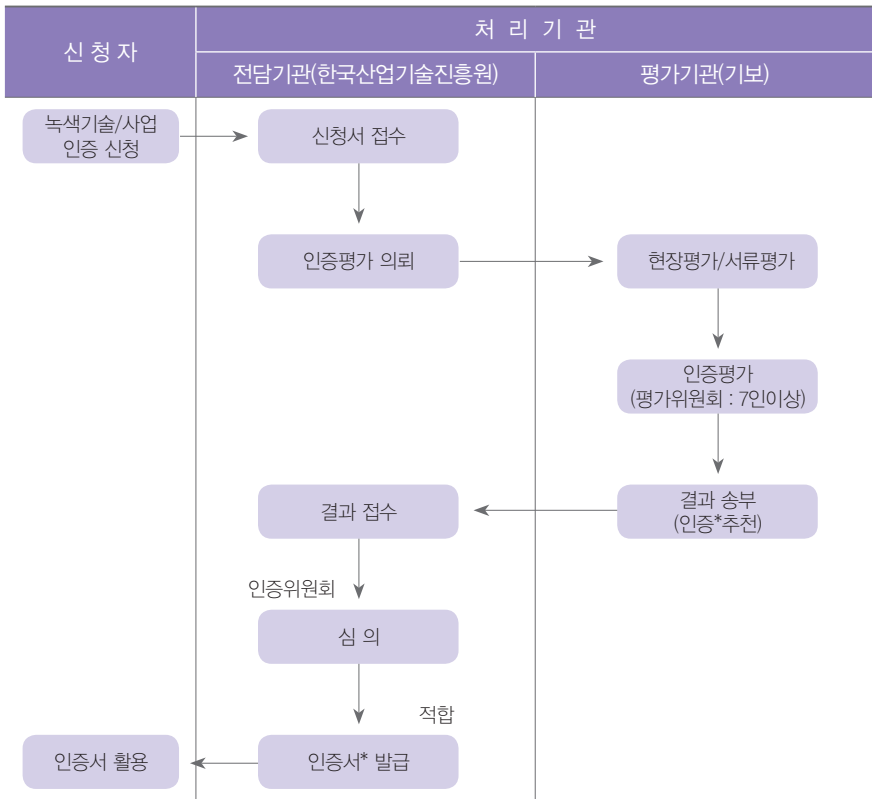 신청자
처 리 기 관
전담기관(한국산업기술진흥원)
평가기관(기보)
녹색기술/사업
인증 신청
신청서 접수
인증평가 의뢰
현장평가/서류평가
인증평가
(평가위원회 : 7인이상)
결과 송부
(인증*추천)
결과 접수
인증위원회
심 의
적합
인증서* 발급
인증서 활용